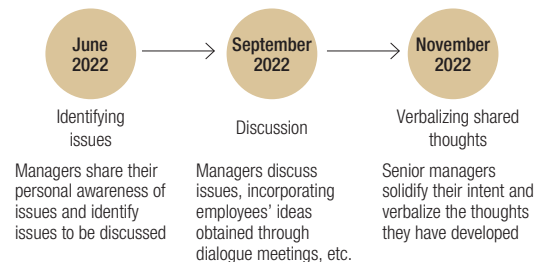 June
2022
September
2022
November
2022
Identifying
issues
Discussion
Verbalizing shared
thoughts
Managers share their
personal awareness of
issues and identify
issues to be discussed
Managers discuss
issues, incorporating
employees’ ideas
obtained through
dialogue meetings, etc.
Senior managers
solidify their intent and
verbalize the thoughts
they have developed